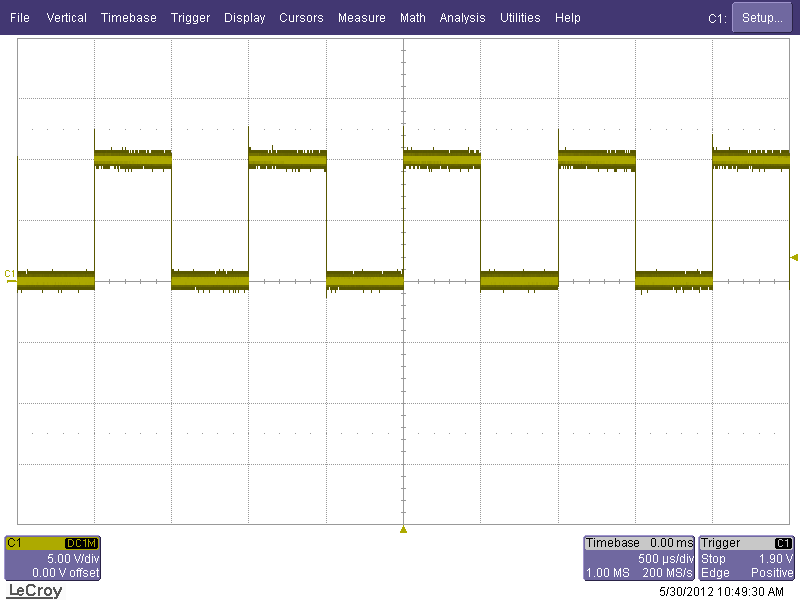 File Vertical Timebase Trigger Display Cursors Measure Math Analysis Utilities Help C1: Setup...
C1
C1 DC1M
5.00 V/div
0.00 V offset
Timebase 0.00 ms
500 µs/div
1.00 MS 200 MS/s
Trigger C1
Stop 1.90 V
Edge Positive
LeCroy
5/30/2012 10:49:30 AM